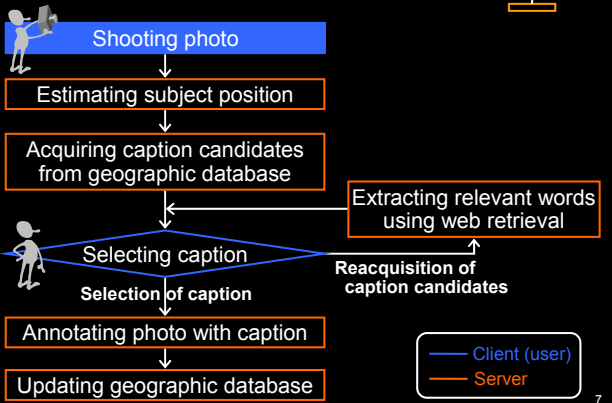 Shooting photo
Estimating subject position
Acquiring caption candidates
from geographic database
Extracting relevant words
using web retrieval
Selecting caption
Reacquisition of
caption candidates
Selection of caption
Annotating photo with caption
Updating geographic database
Client (user)
Server
7